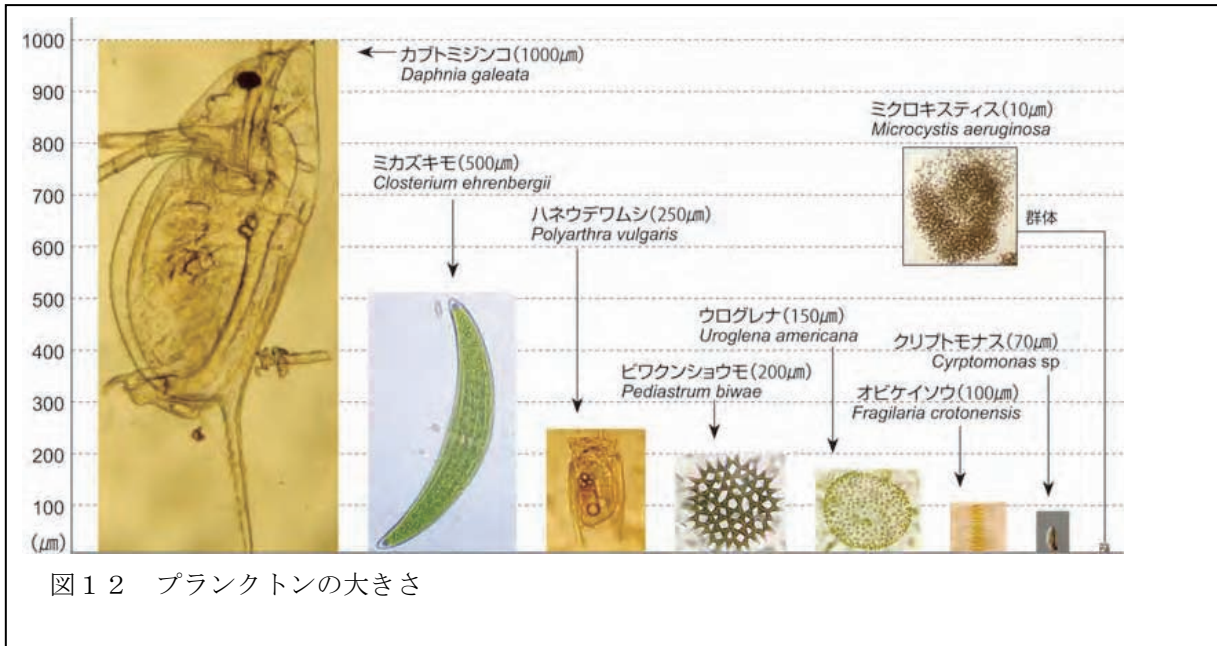 1000
900
800
700
600
500
400
300
200
100
(μm)
カブトミジンコ(1000μm)
Daphnia galeata
ミカズキモ(500μm)
Closterium ehrenbergii
ハネウデワムシ(250μm)
Polyarthra vulgaris
ビワクンショウモ(200μm)
Pediastrum biwae
ウログレナ(150μm)
Uroglena americana
オビケイソウ(100μm)
Fragilaria crotonensis
クリプトモナス(70μm)
Cyrptomonas sp
ミクロキスティス(10μm)
Microcystis aeruginosa
群体
図12 プランクトンの大きさ